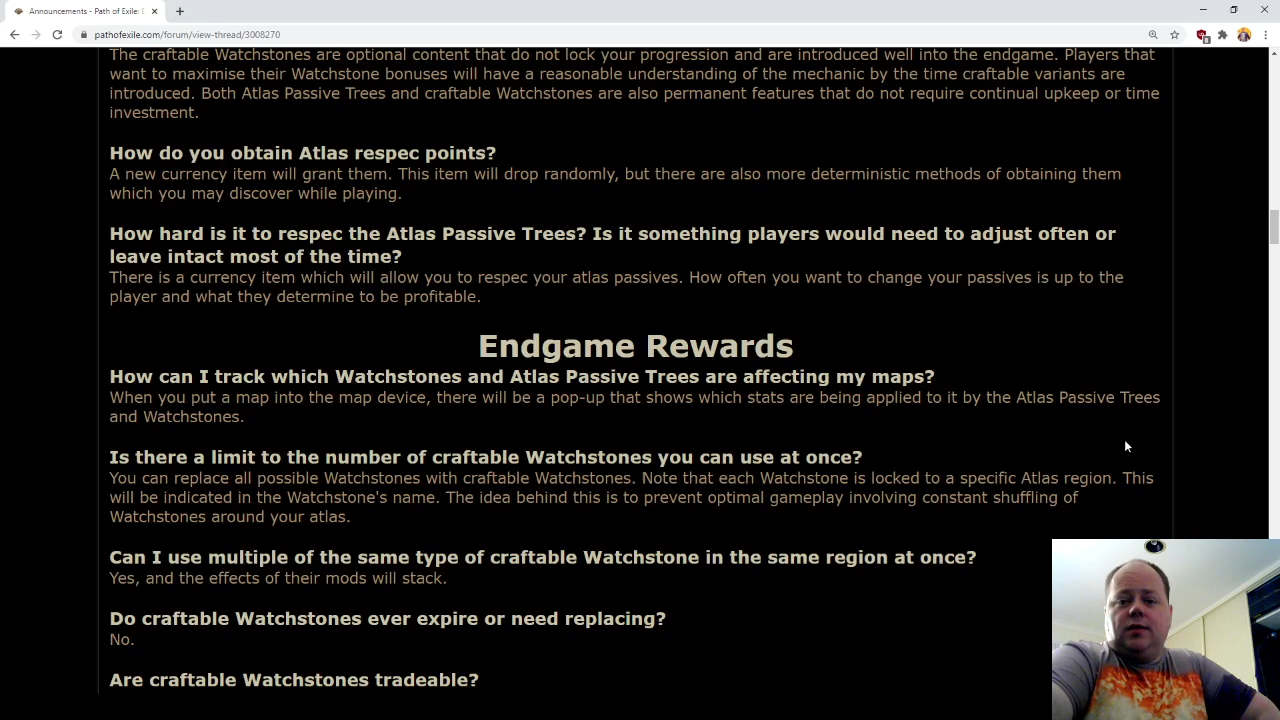 Announcements - Path of Exile: E
pathofexile.com/forum/view-thread/3008270
The craftable Watchstones are optional content that do not lock your progression and are introduced well into the endgame. Players that
want to maximise their Watchstone bonuses will have a reasonable understanding of the mechanic by the time craftable variants are
introduced. Both Atlas Passive Trees and craftable Watchstones are also permanent features that do not require continual upkeep or time
investment.
How do you obtain Atlas respec points?
A new currency item will grant them. This item will drop randomly, but there are also more deterministic methods of obtaining them
which you may discover while playing.
How hard is it to respec the Atlas Passive Trees? Is it something players would need to adjust often or
leave intact most of the time?
There is a currency item which will allow you to respec your atlas passives. How often you want to change your passives is up to the
player and what they determine to be profitable.
Endgame Rewards
How can I track which Watchstones and Atlas Passive Trees are affecting my maps?
When you put a map into the map device, there will be a pop-up that shows which stats are being applied to it by the Atlas Passive Trees
and Watchstones.
Is there a limit to the number of craftable Watchstones you can use at once?
You can replace all possible Watchstones with craftable Watchstones. Note that each Watchstone is locked to a specific Atlas region. This
will be indicated in the Watchstone's name. The idea behind this is to prevent optimal gameplay involving constant shuffling of
Watchstones around your atlas.
Can I use multiple of the same type of craftable Watchstone in the same region at once?
Yes, and the effects of their mods will stack.
Do craftable Watchstones ever expire or need replacing?
No.
Are craftable Watchstones tradeable?